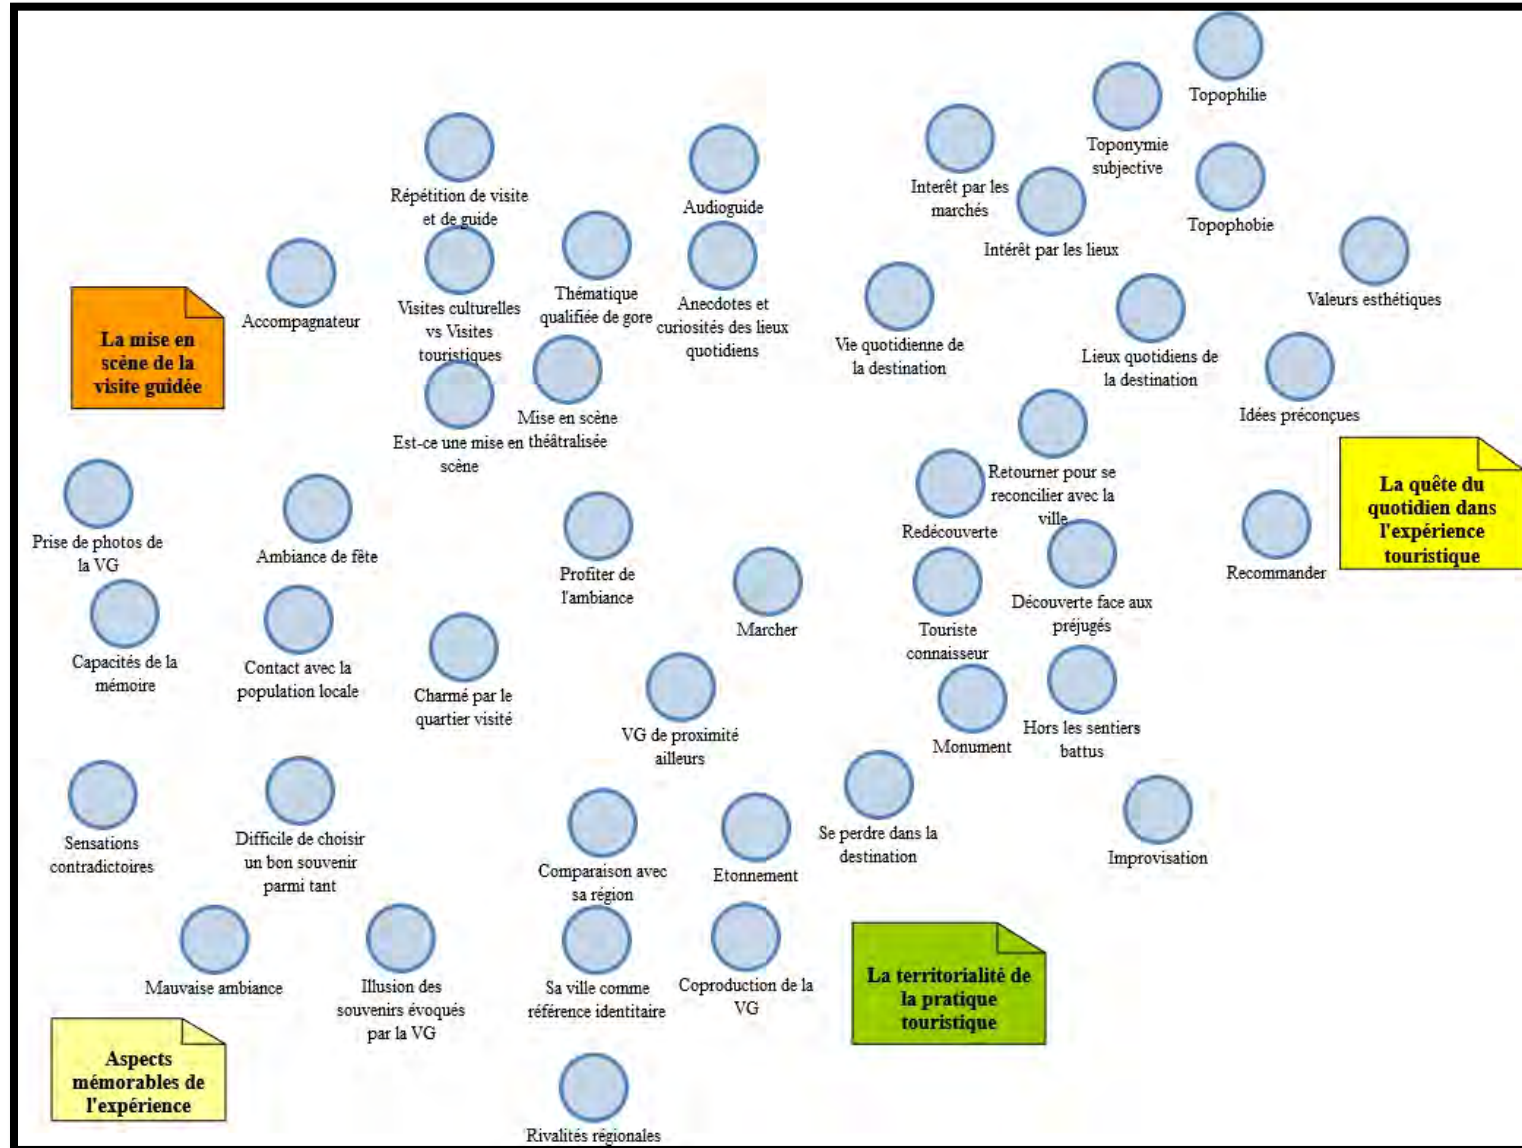 Topophilie
Toponymie
subjective
Répétition de visite
et de guide
Audioguide
Interêt par les
marchés
Topophobie
Intérêt par les lieux
Accompagnateur
Visites culturelles
vs Visites
touristiques
Thématique
qualifiée de gore
Anecdotes et
curiosités des lieux
quotidiens
Valeurs esthétiques
La mise en
scène de la
visite guidée
Vie quotidienne de
la destination
Lieux quotidiens de
la destination
Idées préconçues
Est-ce une mise en
scène
Mise en scène
théâtralisée
Retourner pour se
reconcilier avec la
ville
La quête du
quotidien dans
l'expérience
touristique
Prise de photos de
la VG
Ambiance de fête
Profiter de
l'ambiance
Redécouverte
Recommander
Marcher
Touriste
connaisseur
Découverte face aux
préjugés
Capacités de la
mémoire
Contact avec la
population locale
Charmé par le
quartier visité
VG de proximité
ailleurs
Monument
Hors les sentiers
battus
Sensations
contradictoires
Difficile de choisir
un bon souvenir
parmi tant
Comparaison avec
sa région
Etonnement
Se perdre dans la
destination
Improvisation
Mauvaise ambiance
Illusion des
souvenirs évoqués
par la VG
Sa ville comme
référence identitaire
Coproduction de la
VG
La territorialité de
la pratique
touristique
Aspects
mémorables de
l'expérience
Rivalités régionales